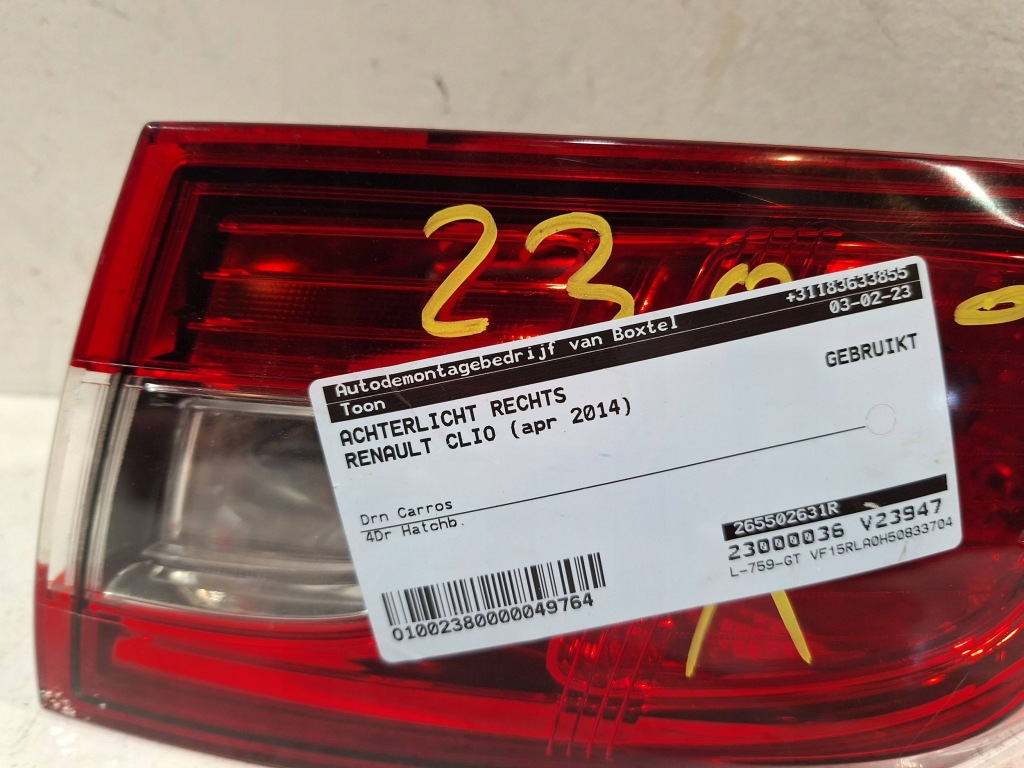 23
Autodemontagebedrijf van Boxtel +31183633855
Toon 03-02-23
ACHTERLICHT RECHTS GEBRUIKT
RENAULT CLIO (apr 2014)
Drn Carros
4Dr Hatchb.
265502631R
23000036 V23947
L-759-GT VF15RLA0H50833704
01002380000049764